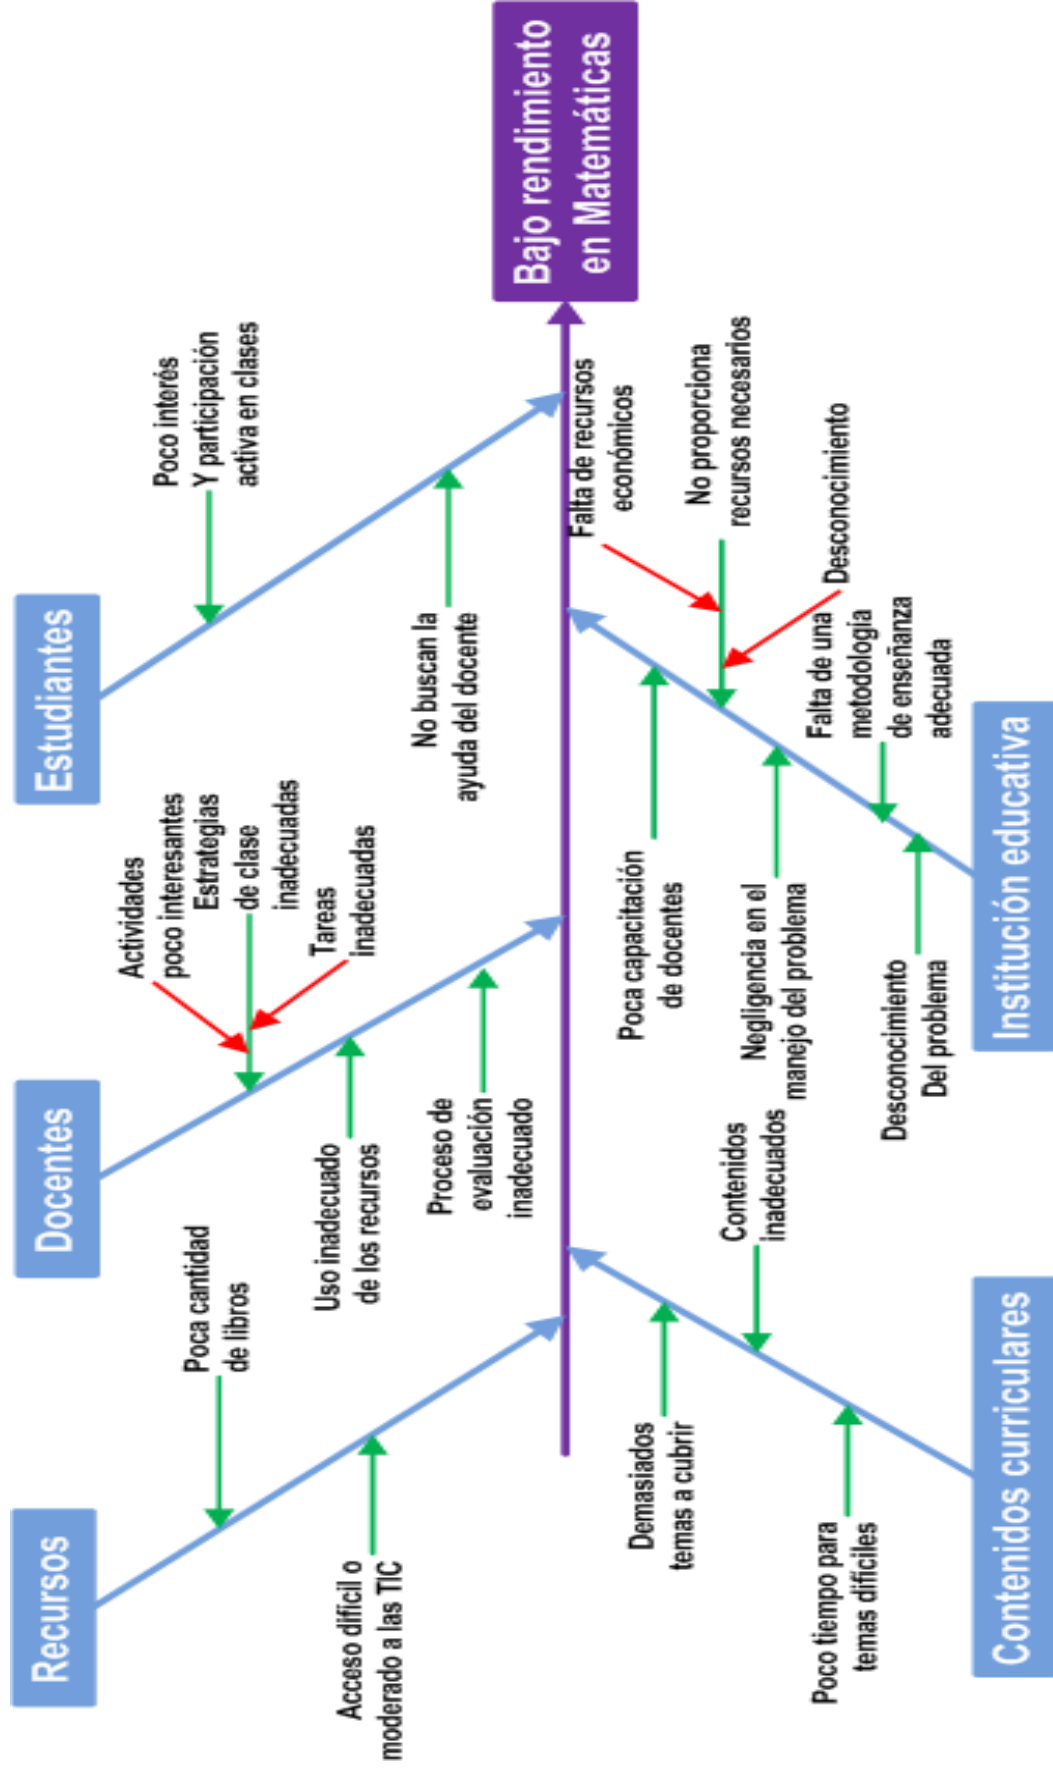 Recursos
Docentes
Estudiantes
Poca cantidad
de libros
Acceso difícil o
moderado a las TIC
Actividades
poco interesantes
Estrategias
de clase
inadecuadas
Tareas
inadecuadas
Uso inadecuado
de los recursos
Proceso de
evaluación
inadecuado
Poco interés
Y participación
activa en clases
No buscan la
ayuda del docente
Bajo rendimiento
en Matemáticas
Demasiados
temas a cubrir
Contenidos
inadecuados
Poco tiempo para
temas difíciles
Poca capacitación
de docentes
Falta de recursos
económicos
No proporciona
recursos necesarios
Desconocimiento
Negligencia en el
manejo del problema
Falta de una
metodología
de enseñanza
adecuada
Desconocimiento
Del problema
Contenidos curriculares
Institución educativa